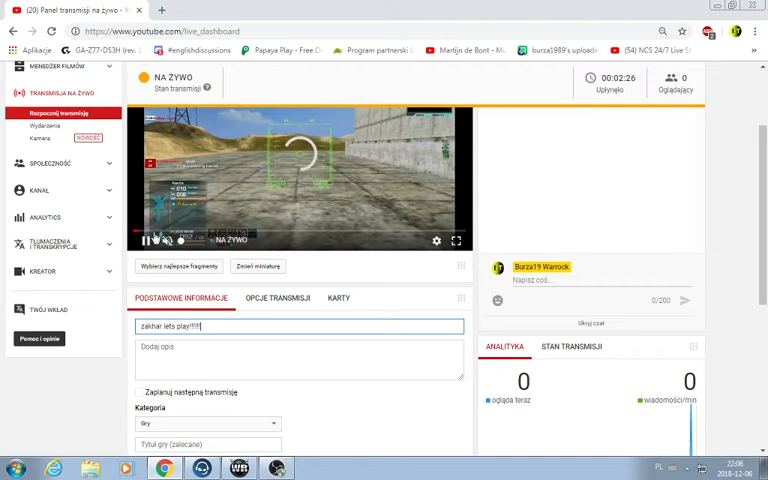 (20) Panel transmisji na żywo -
https://www.youtube.com/live_dashboard
Aplikacje
GA-Z77-DS3H (rev. 1
#englishdiscussions
Papaya Play - Free O
Program partnerski
Martijn de Bont - M
burza1989's uploade
(54) NCS 24/7 Live St
MENEDŻER FILMÓW
TRANSMISJA NA ŻYWO
Rozpocznij transmisję
Wydarzenia
Kamera
NOWOŚĆ
SPOŁECZNOŚĆ
KANAŁ
ANALYTICS
TŁUMACZENIA
I TRANSKRYPCJE
KREATOR
TWÓJ WKŁAD
Pomoc i opinie
NA ŻYWO
Stan transmisji
00:02:26
Upłynęło
0
Oglądający
NA ŻYWO
Wybierz najlepsze fragmenty
Zmień miniaturę
PODSTAWOWE INFORMACJE
OPCJE TRANSMISJI
KARTY
zakhar lets play!!!!!!
Dodaj opis
Zaplanuj następną transmisję
Kategoria
Gry
Tytuł gry (zalecane)
Burza19 Warrock
Napisz coś...
0/200
Ukryj czat
ANALITYKA
STAN TRANSMISJI
0
ogląda teraz
0
wiadomości/min
PL
22:06
2018-12-06